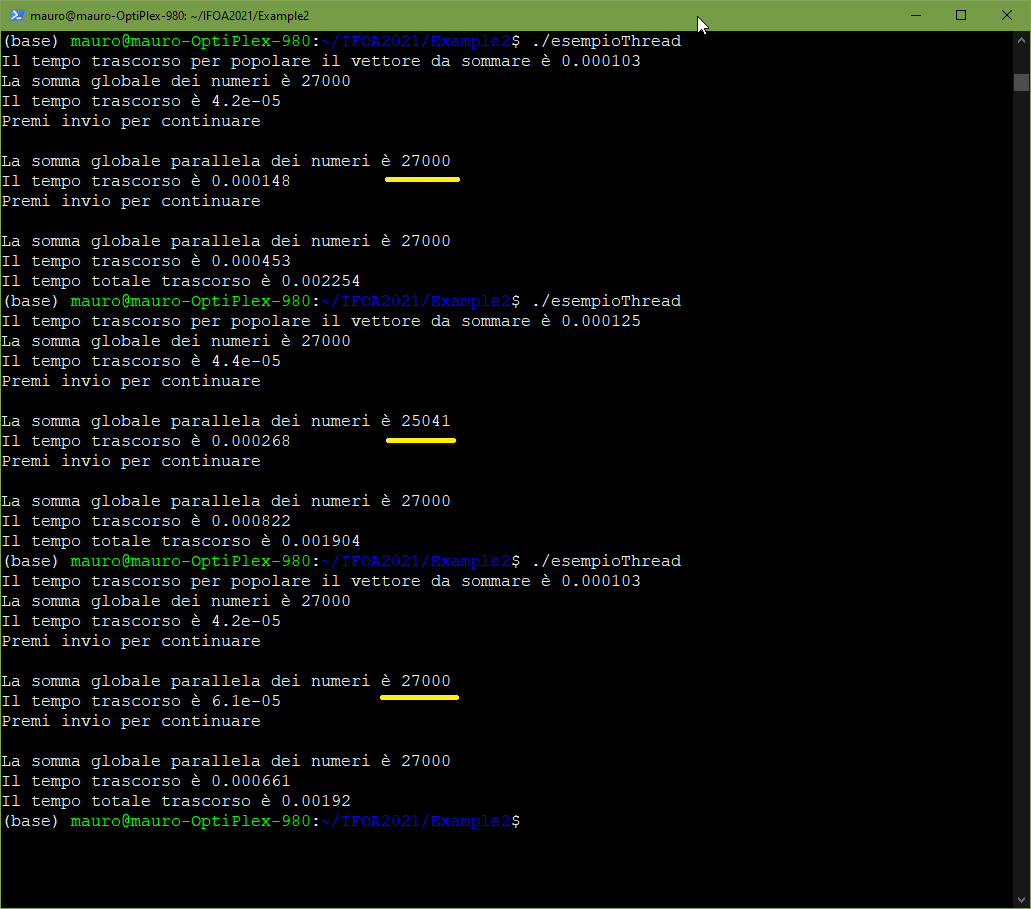 mauro@mauro-OptiPlex-980: ~/IFOA2021/Example2
(base) mauro@mauro-OptiPlex-980:~/IFOA2021/Example2$ ./esempioThread
Il tempo trascorso per popolare il vettore da sommare è 0.000103
La somma globale dei numeri è 27000
Il tempo trascorso è 4.2e-05
Premi invio per continuare
La somma globale parallela dei numeri è 27000
Il tempo trascorso è 0.000148
Premi invio per continuare
La somma globale parallela dei numeri è 27000
Il tempo trascorso è 0.000453
Il tempo totale trascorso è 0.002254
(base) mauro@mauro-OptiPlex-980:~/IFOA2021/Example2$ ./esempioThread
Il tempo trascorso per popolare il vettore da sommare è 0.000125
La somma globale dei numeri è 27000
Il tempo trascorso è 4.4e-05
Premi invio per continuare
La somma globale parallela dei numeri è 25041
Il tempo trascorso è 0.000268
Premi invio per continuare
La somma globale parallela dei numeri è 27000
Il tempo trascorso è 0.000822
Il tempo totale trascorso è 0.001904
(base) mauro@mauro-OptiPlex-980:~/IFOA2021/Example2$ ./esempioThread
Il tempo trascorso per popolare il vettore da sommare è 0.000103
La somma globale dei numeri è 27000
Il tempo trascorso è 4.2e-05
Premi invio per continuare
La somma globale parallela dei numeri è 27000
Il tempo trascorso è 6.1e-05
Premi invio per continuare
La somma globale parallela dei numeri è 27000
Il tempo trascorso è 0.000661
Il tempo totale trascorso è 0.00192
(base) mauro@mauro-OptiPlex-980:~/IFOA2021/Example2$